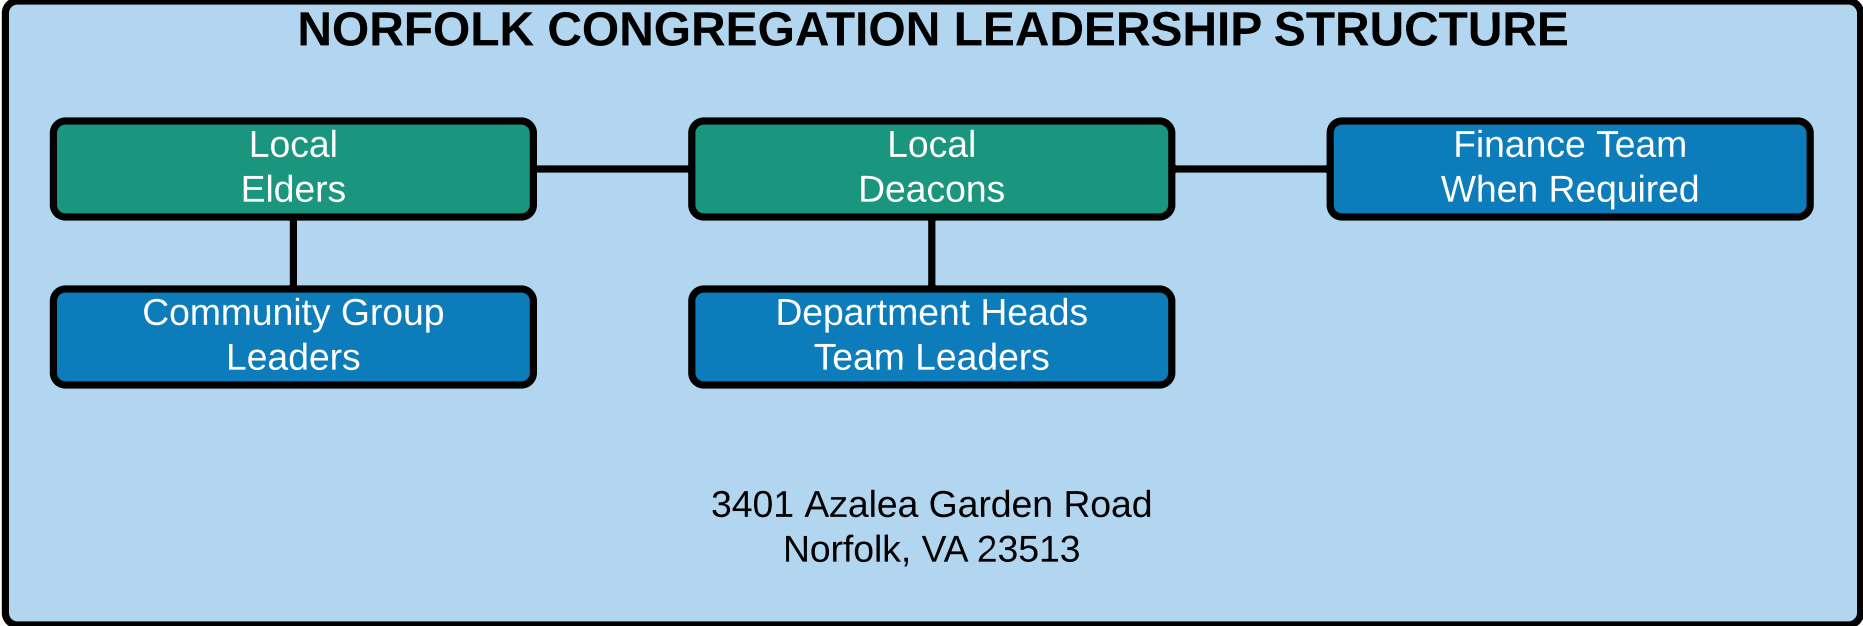 NORFOLK CONGREGATION LEADERSHIP STRUCTURE
Local
Elders
Local
Deacons
Finance Team
When Required
Community Group
Leaders
Department Heads
Team Leaders
3401 Azalea Garden Road
Norfolk, VA 23513